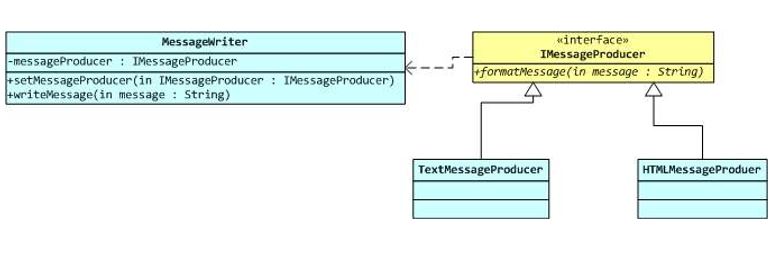 MessageWriter
-messageProducer : IMessageProducer
+setMessageProducer(in IMessageProducer : IMessageProducer)
+writeMessage(in message : String)
«interface»
IMessageProducer
+formatMessage(in message : String)
TextMessageProducer
HTMLMessageProduer